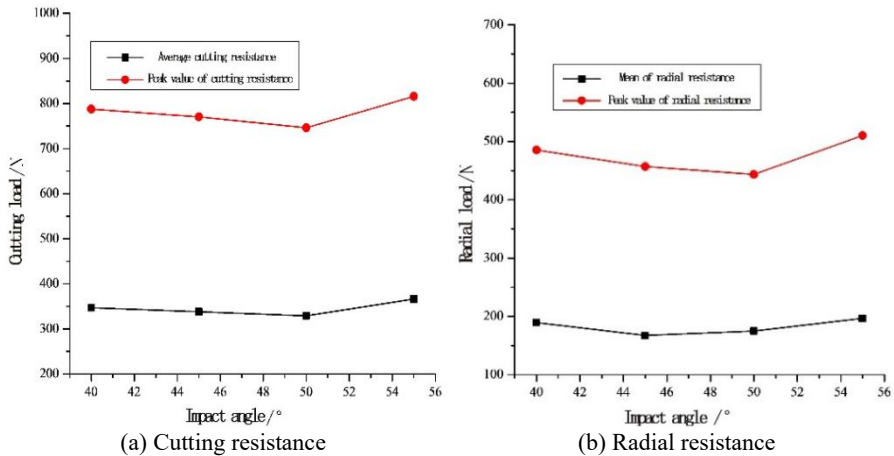 1000
900
800
700
600
500
400
300
200
Cutting load/N
Average cutting resistance
Peak value of cutting resistance
40 42 44 46 48 50 52 54 56
Impact angle/°
(a) Cutting resistance
700
600
500
400
300
200
100
Radial load/N
Mean of radial resistance
Peak value of radial resistance
40 42 44 46 48 50 52 54 56
Impact angle /°
(b) Radial resistance